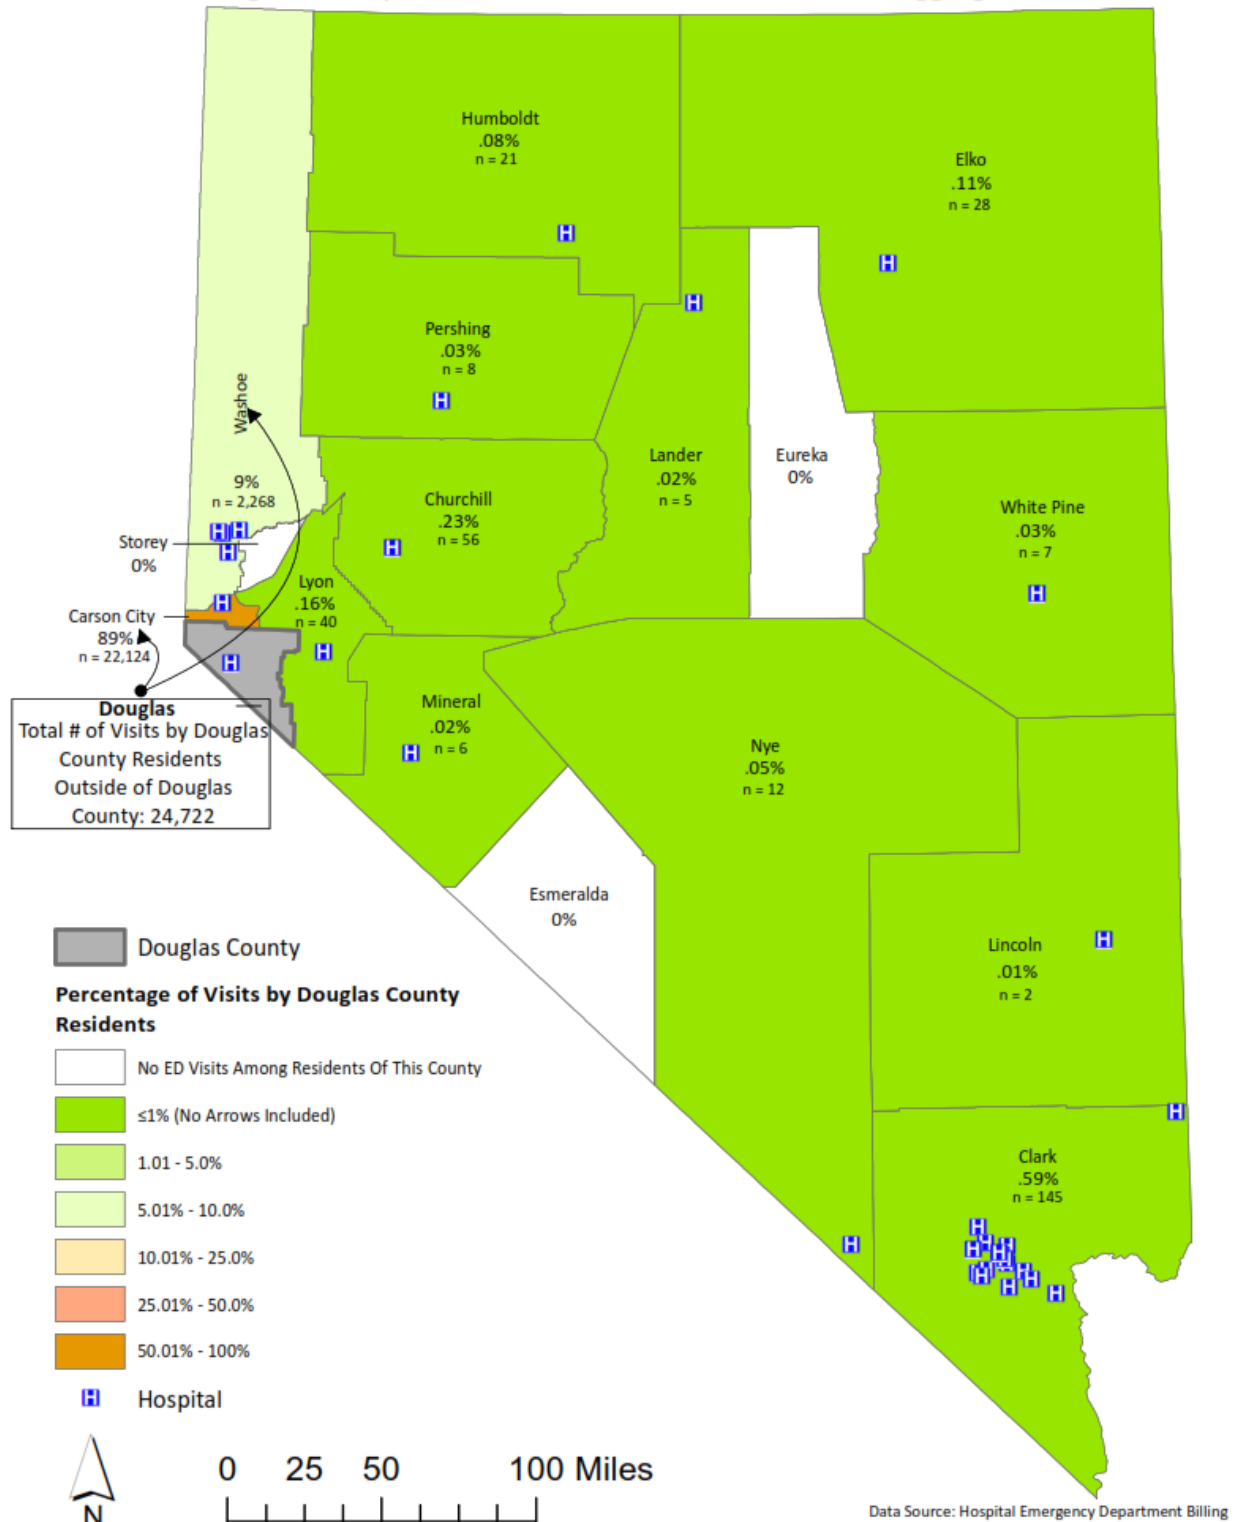 Humboldt
.08%
n = 21
Elko
.11%
n = 28
Pershing
.03%
n = 8
Washoe
9%
n = 2,268
Lander
.02%
n = 5
Eureka
0%
Churchill
.23%
n = 56
White Pine
.03%
n = 7
Storey
0%
Lyon
.16%
n = 40
Carson City
89%
n = 22,124
Douglas
Total # of Visits by Douglas
County Residents
Outside of Douglas
County: 24,722
Mineral
.02%
n = 6
Nye
.05%
n = 12
Esmeralda
0%
Lincoln
.01%
n = 2
Clark
.59%
n = 145
Douglas County
Percentage of Visits by Douglas County
Residents
No ED Visits Among Residents Of This County
≤1% (No Arrows Included)
1.01 - 5.0%
5.01% - 10.0%
10.01% - 25.0%
25.01% - 50.0%
50.01% - 100%
H Hospital
N
0 25 50 100 Miles
Data Source: Hospital Emergency Department Billing